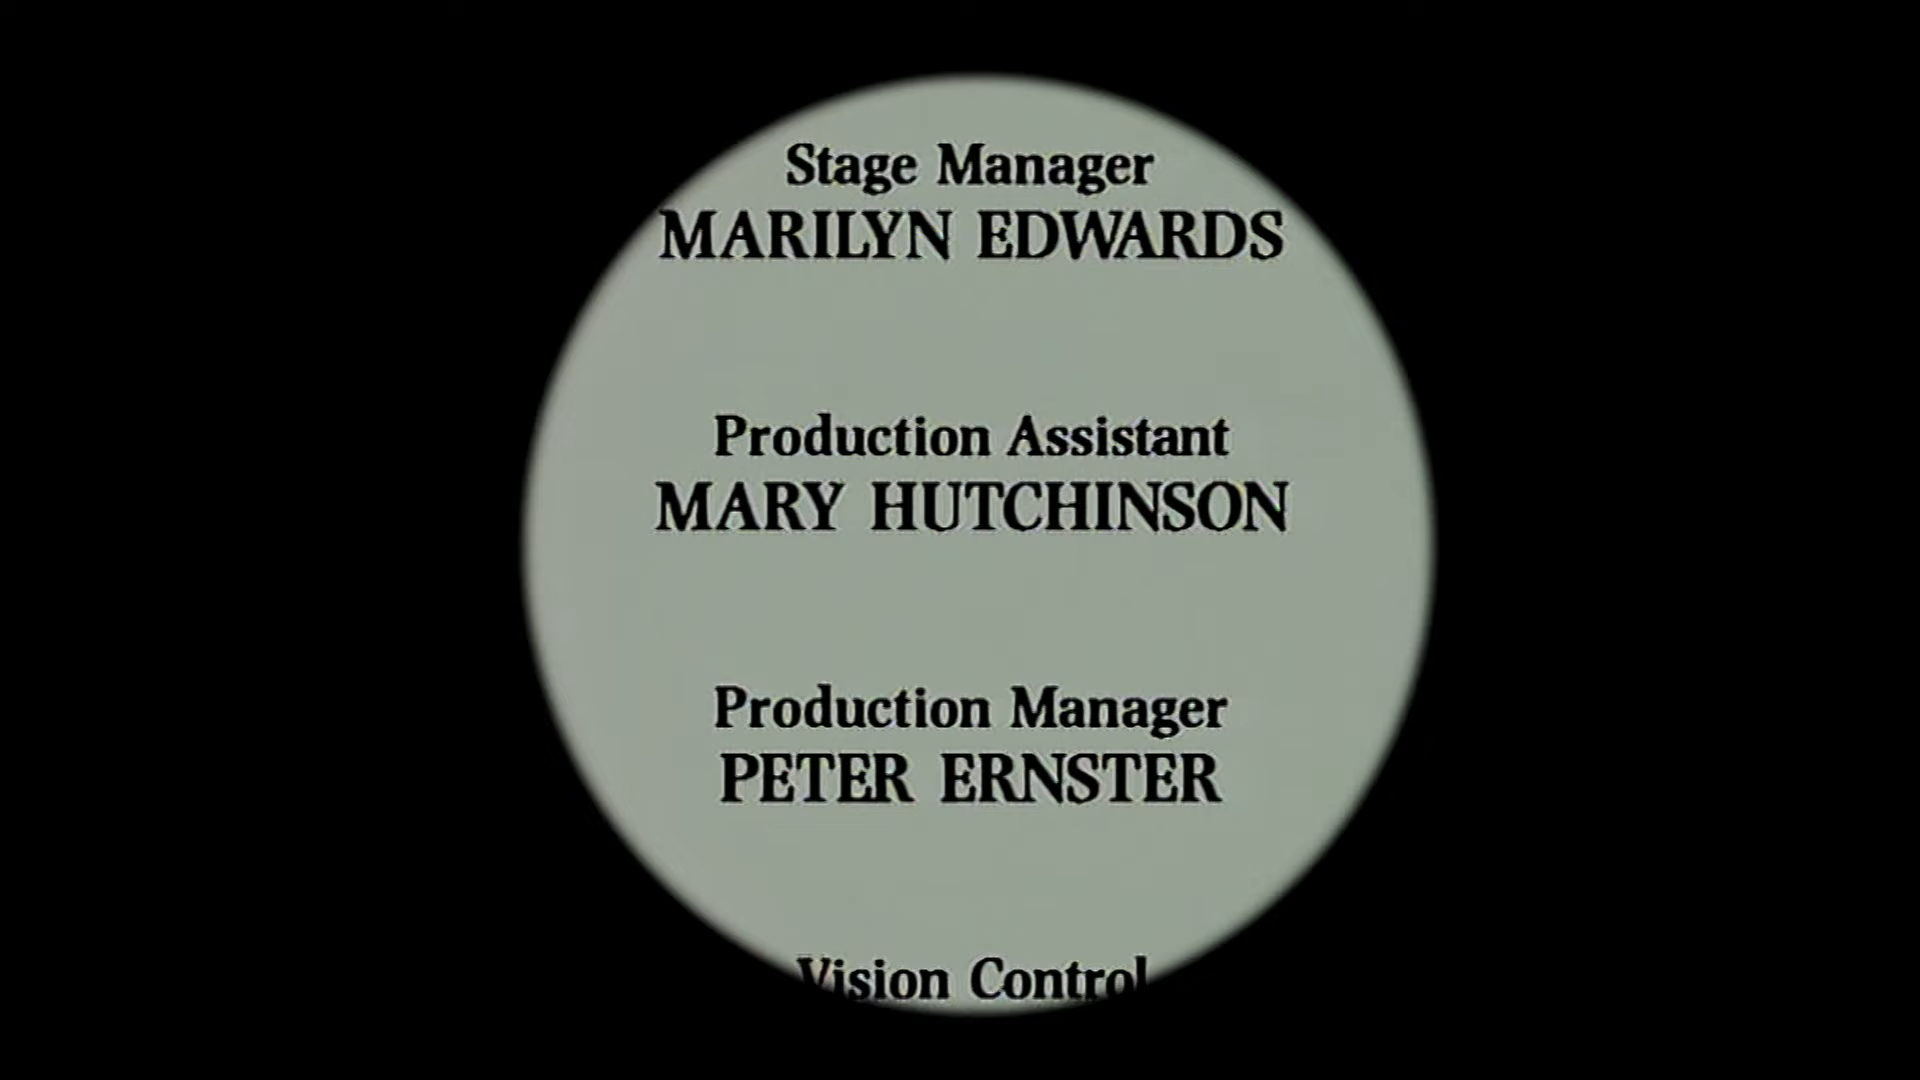 Stage Manager
MARILYN EDWARDS
Production Assistant
MARY HUTCHINSON
Production Manager
PETER ERNSTER
Vision Control